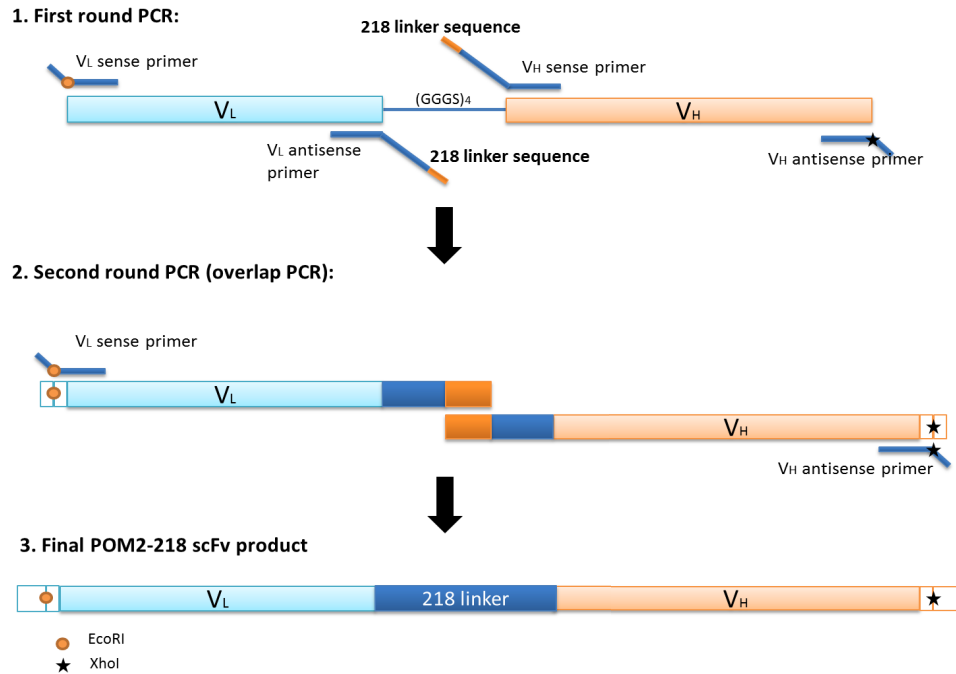 1. First round PCR:
218 linker sequence
VL sense primer
VH sense primer
(GGGS)4
VL
VH
VL antisense
primer
218 linker sequence
VH antisense primer
2. Second round PCR (overlap PCR):
VL sense primer
VL
VH
VH antisense primer
3. Final POM2-218 scFv product
VL
218 linker
VH
EcoRI
XhoI